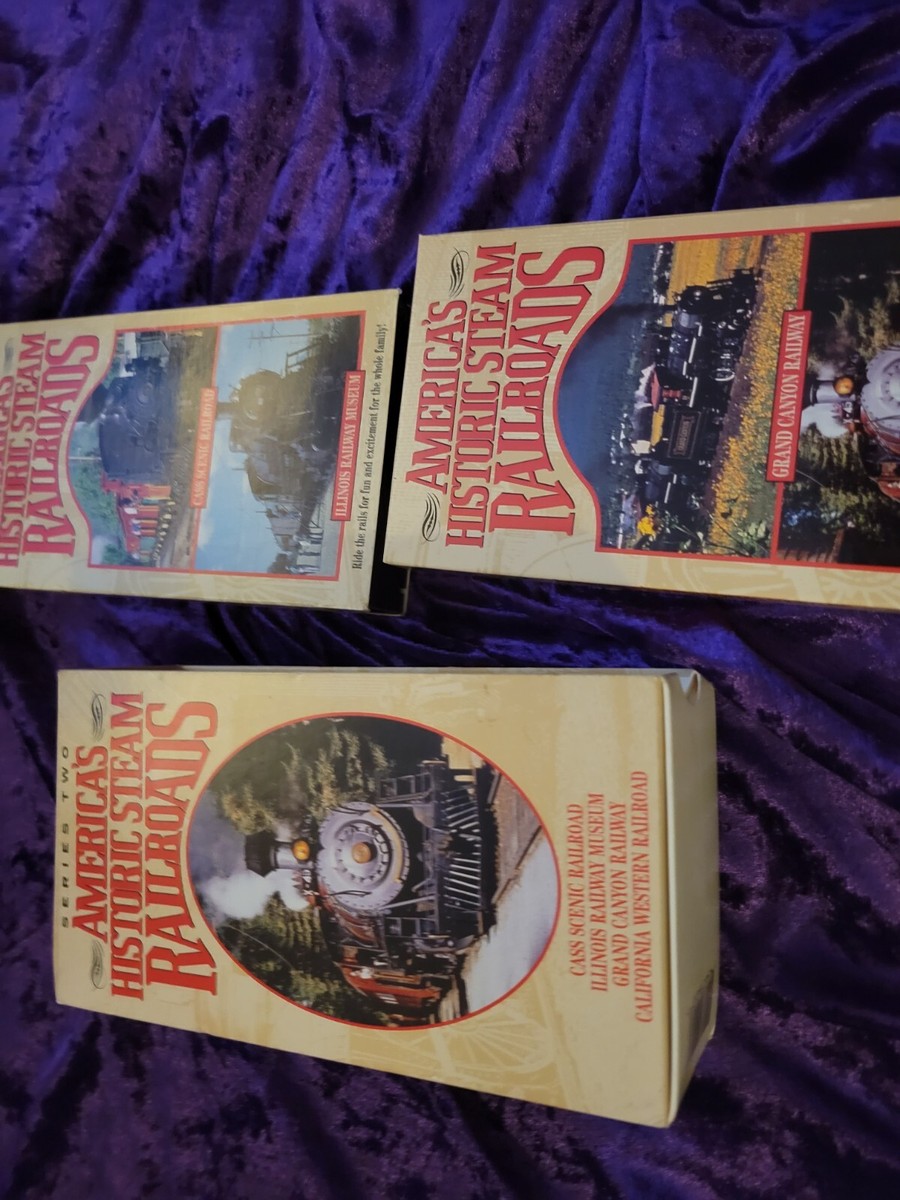 AMERICA'S
HISTORIC STEAM
RAILROADS
CASS SCENIC RAILROAD
ILLINOIS RAILWAY MUSEUM
Ride the rails for fun and excitement for the whole family!
AMERICA'S
HISTORIC STEAM
RAILROADS
GRAND CANYON RAILWAY
SERIES TWO
AMERICA'S
HISTORIC STEAM
RAILROADS
CASS SCENIC RAILROAD
ILLINOIS RAILWAY MUSEUM
GRAND CANYON RAILWAY
CALIFORNIA WESTERN RAILROAD